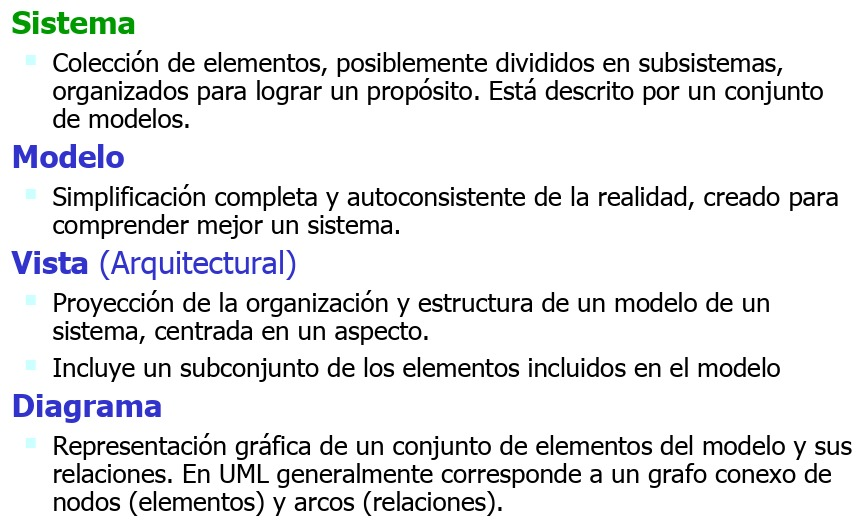 Sistema
Colección de elementos, posiblemente divididos en subsistemas,
organizados para lograr un propósito. Está descrito por un conjunto
de modelos.
Modelo
Simplificación completa y autoconsistente de la realidad, creado para
comprender mejor un sistema.
Vista (Arquitectural)
Proyección de la organización y estructura de un modelo de un
sistema, centrada en un aspecto.
Incluye un subconjunto de los elementos incluidos en el modelo
Diagrama
Representación gráfica de un conjunto de elementos del modelo y sus
relaciones. En UML generalmente corresponde a un grafo conexo de
nodos (elementos) y arcos (relaciones).